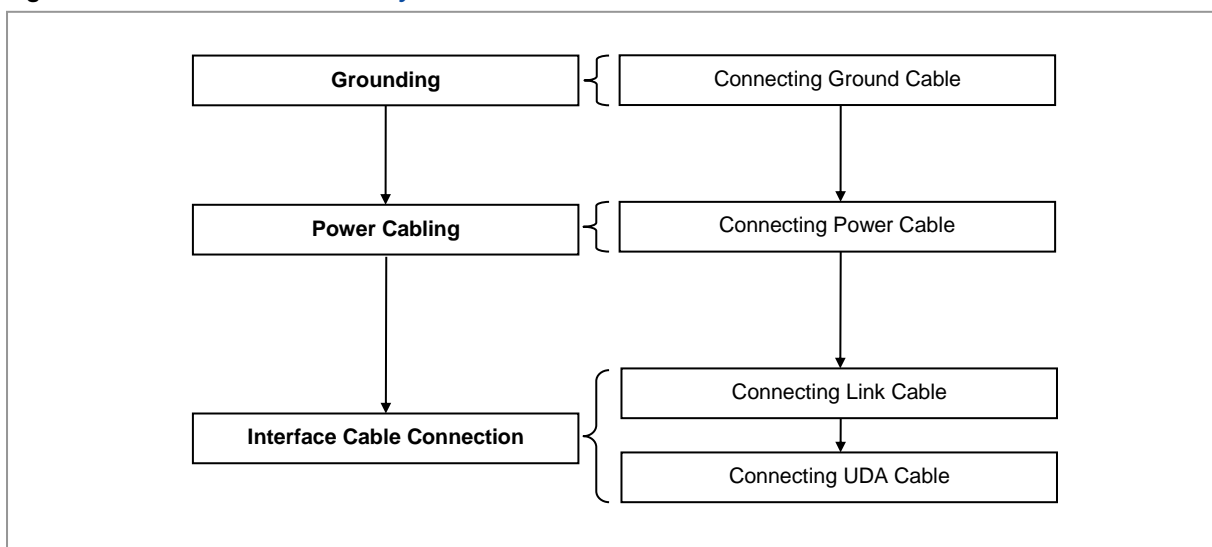 Grounding
Connecting Ground Cable
Power Cabling
Connecting Power Cable
Connecting Link Cable
Interface Cable Connection
Connecting UDA Cable